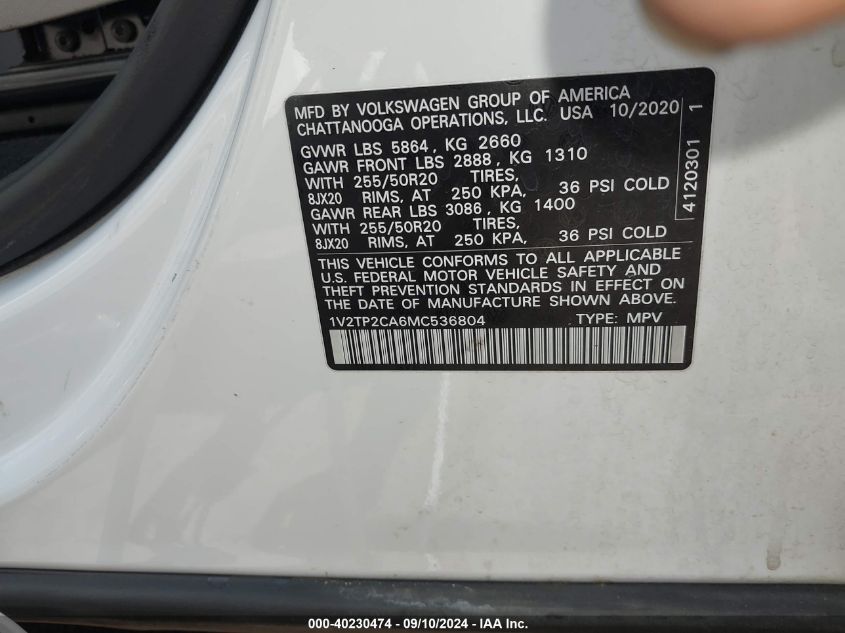 MFD BY VOLKSWAGEN GROUP OF AMERICA
CHATTANOOGA OPERATIONS, LLC. USA 10/2020 1
GVWR LBS 5864, KG 2660
GAWR FRONT LBS 2888, KG 1310
WITH 255/50R20 TIRES,
8JX20 RIMS, AT 250 KPA, 36 PSI COLD
GAWR REAR LBS 3086, KG 1400
WITH 255/50R20 TIRES,
8JX20 RIMS, AT 250 KPA, 36 PSI COLD
4120301
THIS VEHICLE CONFORMS TO ALL APPLICABLE
U.S. FEDERAL MOTOR VEHICLE SAFETY AND
THEFT PREVENTION STANDARDS IN EFFECT ON
THE DATE OF MANUFACTURE SHOWN ABOVE.
1V2TP2CA6MC536804 TYPE: MPV
000-40230474 - 09/10/2024 - IAA Inc.